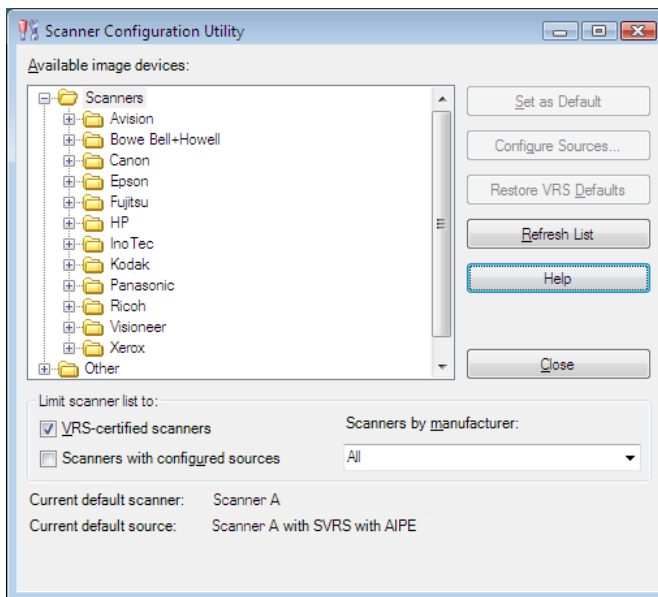 Scanner Configuration Utility
Available image devices:
Scanners
Avision
Bowe Bell+Howell
Canon
Epson
Fujitsu
HP
InoTec
Kodak
Panasonic
Ricoh
Visioneer
Xerox
Other
Set as Default
Configure Sources...
Restore VRS Defaults
Refresh List
Help
Close
Limit scanner list to:
VRS-certified scanners
Scanners with configured sources
Scanners by manufacturer:
All
Current default scanner: Scanner A
Current default source: Scanner A with SVRS with AIPE